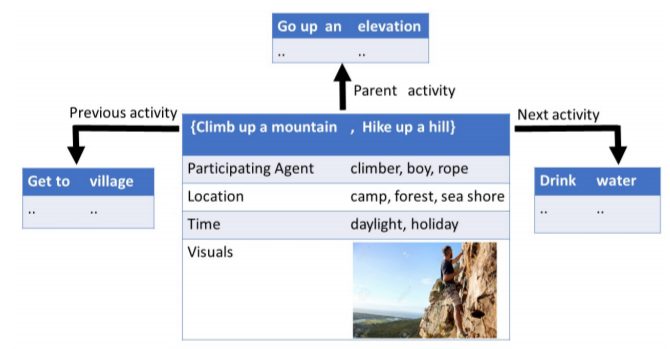 Go up an elevation
.. ..
Parent activity
Previous activity
Next activity
{Climb up a mountain , Hike up a hill}
Participating Agent climber, boy, rope
Get to village
.. ..
Drink water
.. ..
Location camp, forest, sea shore
Time daylight, holiday
Visuals